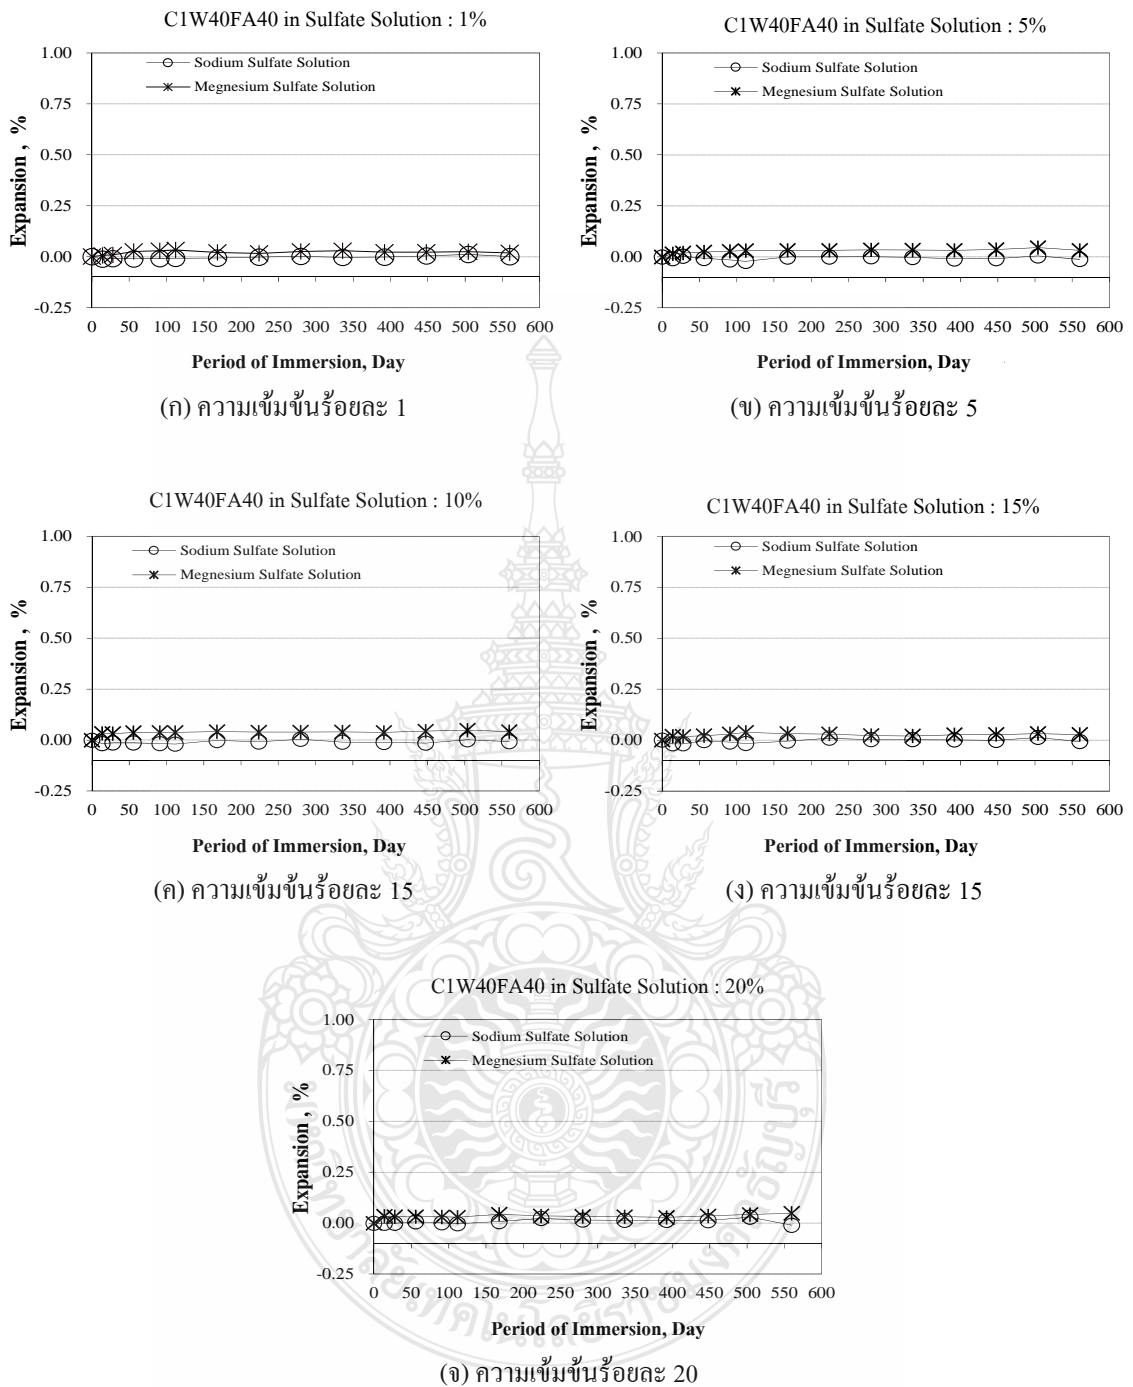 C1W40FA40 in Sulfate Solution : 1%
1.00
0.75
0.50
0.25
0.00
-0.25
Expansion , %
Sodium Sulfate Solution
Megnesium Sulfate Solution
0 50 100 150 200 250 300 350 400 450 500 550 600
Period of Immersion, Day
(ก) ความเข้มข้นร้อยละ 1
C1W40FA40 in Sulfate Solution : 5%
1.00
0.75
0.50
0.25
0.00
-0.25
Expansion , %
Sodium Sulfate Solution
Megnesium Sulfate Solution
0 50 100 150 200 250 300 350 400 450 500 550 600
Period of Immersion, Day
(ข) ความเข้มข้นร้อยละ 5
C1W40FA40 in Sulfate Solution : 10%
1.00
0.75
0.50
0.25
0.00
-0.25
Expansion , %
Sodium Sulfate Solution
Megnesium Sulfate Solution
0 50 100 150 200 250 300 350 400 450 500 550 600
Period of Immersion, Day
(ค) ความเข้มข้นร้อยละ 15
C1W40FA40 in Sulfate Solution : 15%
1.00
0.75
0.50
0.25
0.00
-0.25
Expansion , %
Sodium Sulfate Solution
Megnesium Sulfate Solution
0 50 100 150 200 250 300 350 400 450 500 550 600
Period of Immersion, Day
(ง) ความเข้มข้นร้อยละ 15
C1W40FA40 in Sulfate Solution : 20%
1.00
0.75
0.50
0.25
0.00
-0.25
Expansion , %
Sodium Sulfate Solution
Megnesium Sulfate Solution
0 50 100 150 200 250 300 350 400 450 500 550 600
Period of Immersion, Day
(จ) ความเข้มข้นร้อยละ 20